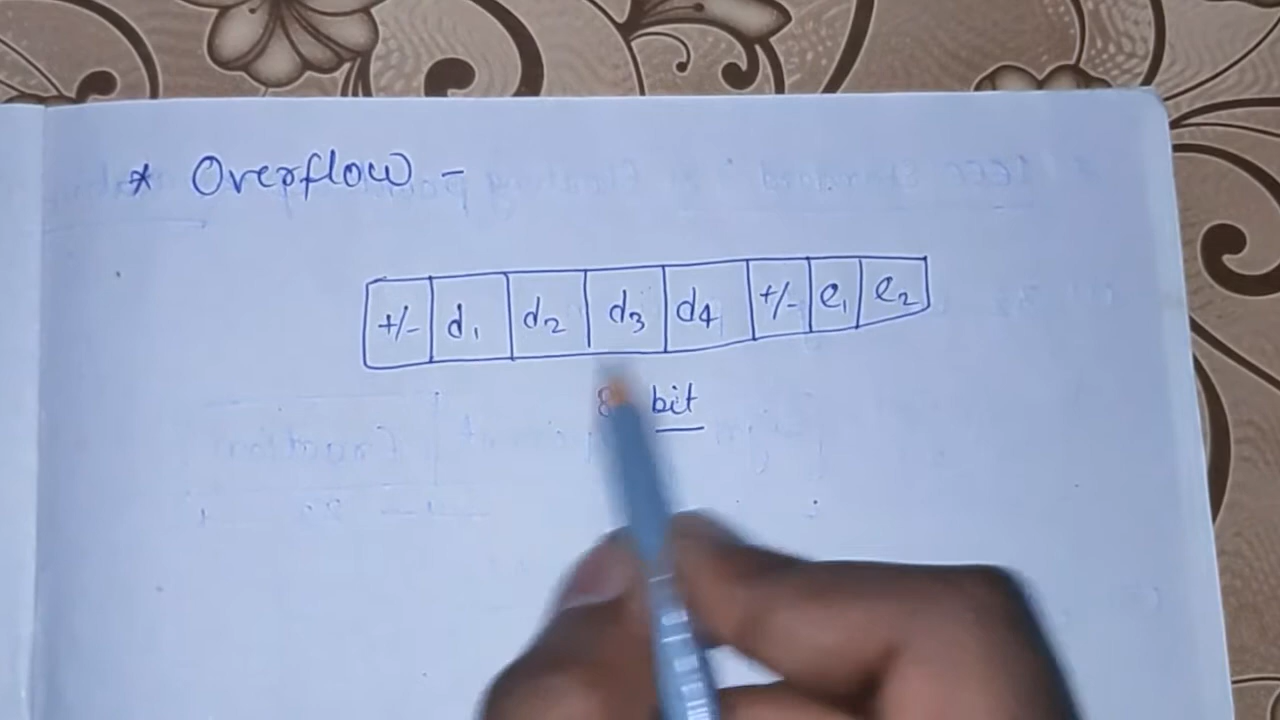 * Overflow -
+/- d₁ d₂ d₃ d₄ +/- e₁ e₂
8 bit